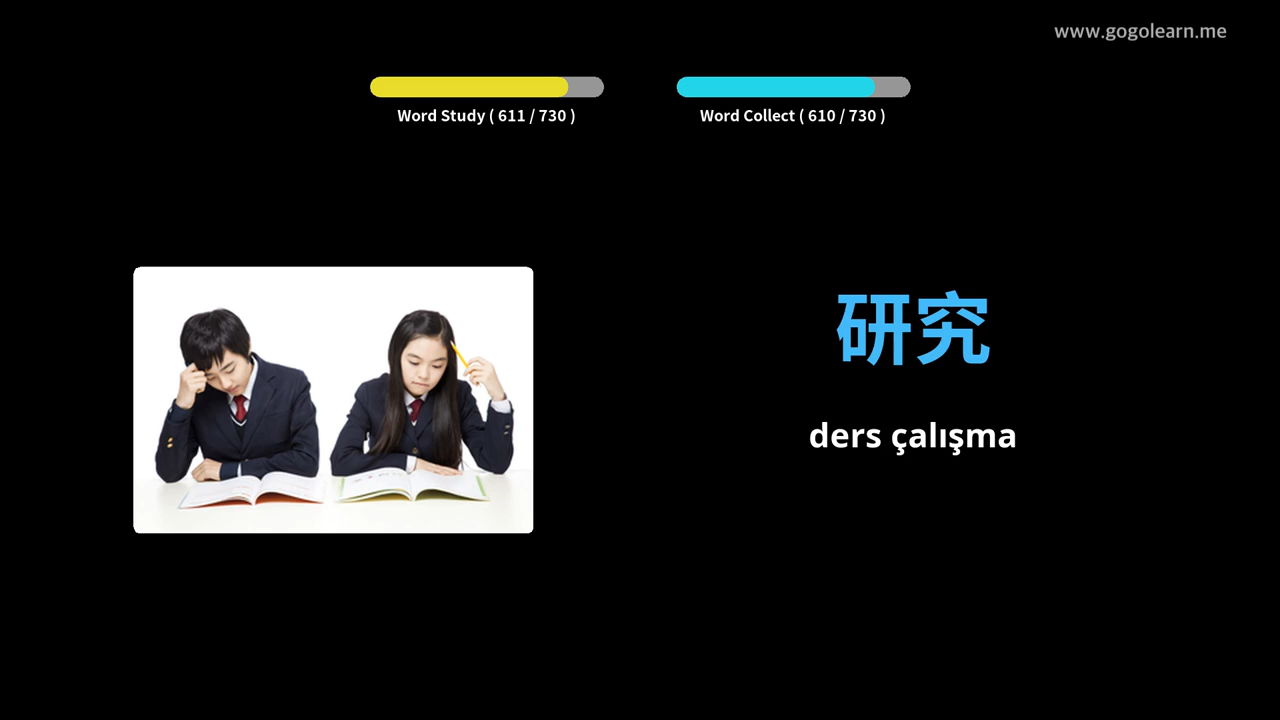 www.gogolearn.me
Word Study ( 611 / 730 )
Word Collect ( 610 / 730 )
研究
ders çalışma